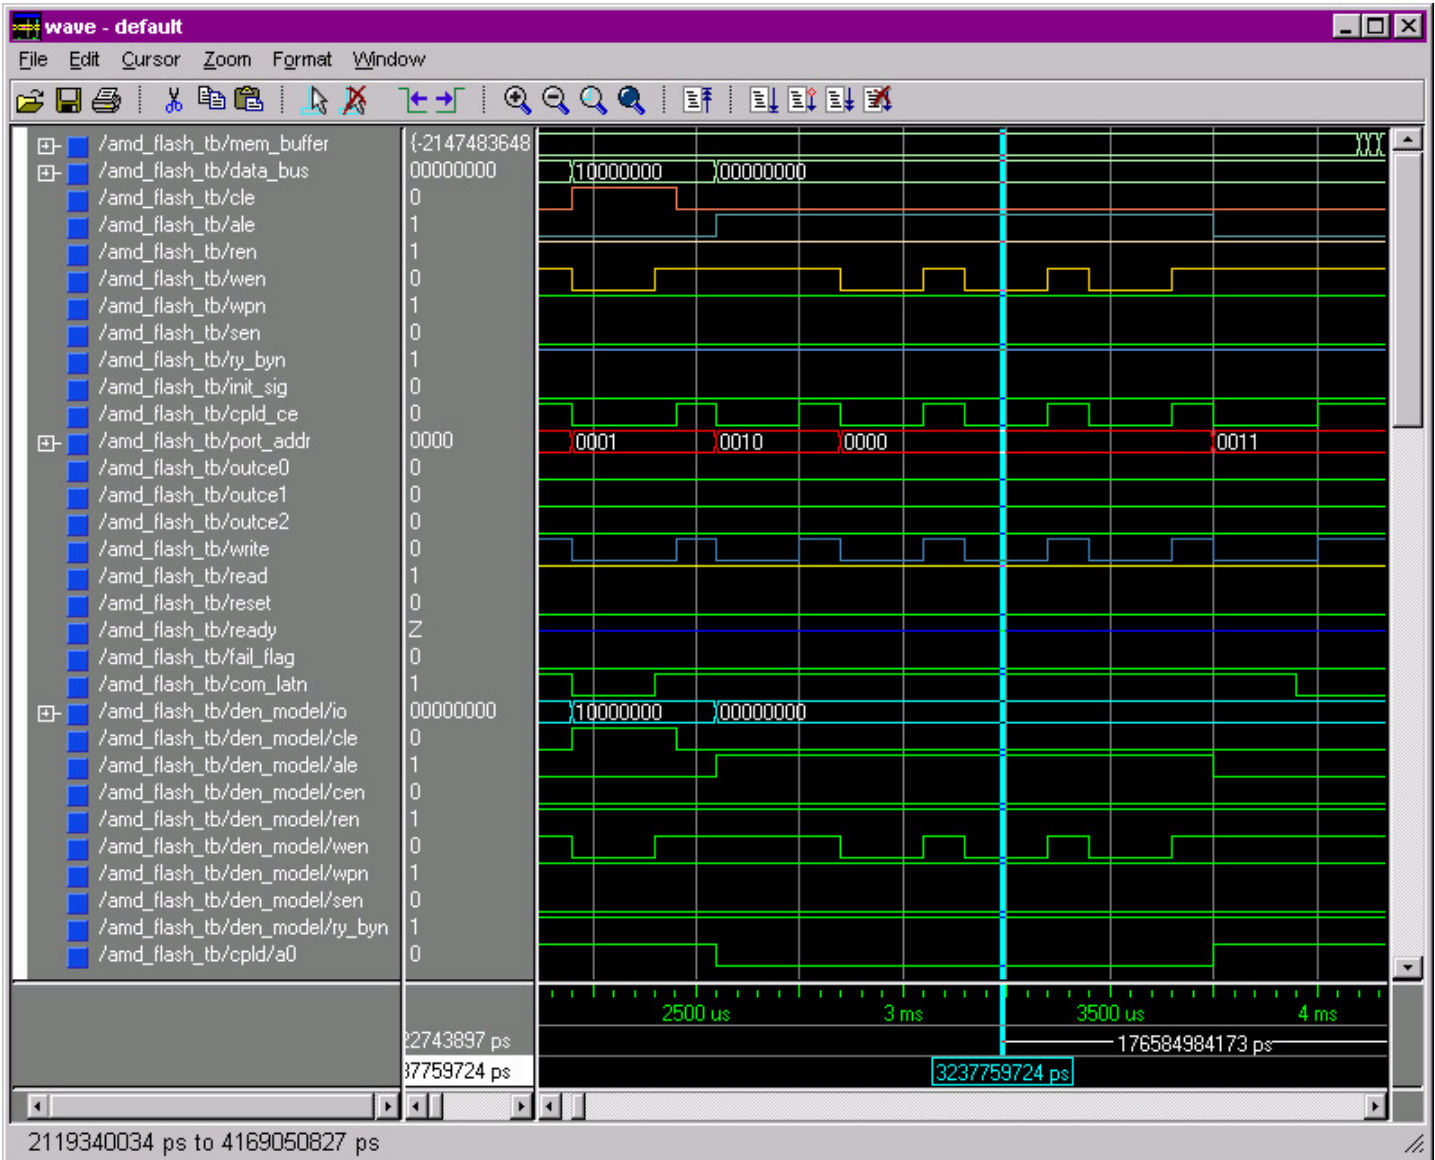 wave - default
File Edit Cursor Zoom Format Window
/amd_flash_tb/mem_buffer {-2147483648
/amd_flash_tb/data_bus 00000000 10000000 00000000
/amd_flash_tb/cle 0
/amd_flash_tb/ale 1
/amd_flash_tb/ren 1
/amd_flash_tb/wen 0
/amd_flash_tb/wpn 1
/amd_flash_tb/sen 0
/amd_flash_tb/ry_byn 1
/amd_flash_tb/init_sig 0
/amd_flash_tb/cpld_ce 0
/amd_flash_tb/port_addr 0000 0001 0010 0000 0011
/amd_flash_tb/outce0 0
/amd_flash_tb/outce1 0
/amd_flash_tb/outce2 0
/amd_flash_tb/write 0
/amd_flash_tb/read 1
/amd_flash_tb/reset 0
/amd_flash_tb/ready Z
/amd_flash_tb/fail_flag 0
/amd_flash_tb/com_latn 1
/amd_flash_tb/den_model/io 00000000 10000000 00000000
/amd_flash_tb/den_model/cle 0
/amd_flash_tb/den_model/ale 1
/amd_flash_tb/den_model/cen 0
/amd_flash_tb/den_model/ren 1
/amd_flash_tb/den_model/wen 0
/amd_flash_tb/den_model/wpn 1
/amd_flash_tb/den_model/sen 0
/amd_flash_tb/den_model/ry_byn 1
/amd_flash_tb/cpld/a0 0
2500 us 3 ms 3500 us 4 ms
22743897 ps 176584984173 ps
37759724 ps 3237759724 ps
2119340034 ps to 4169050827 ps